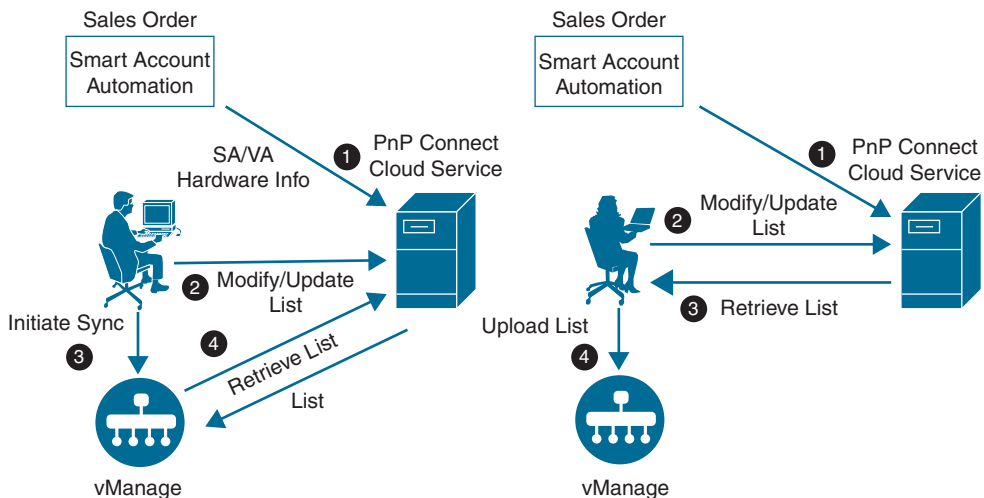 Sales Order
Smart Account
Automation
1
SA/VA
Hardware Info
PnP Connect
Cloud Service
2
Modify/Update
List
Initiate Sync
3
4
Retrieve List
List
vManage
Sales Order
Smart Account
Automation
1
PnP Connect
Cloud Service
2
Modify/Update
List
3
Retrieve List
Upload List
4
vManage